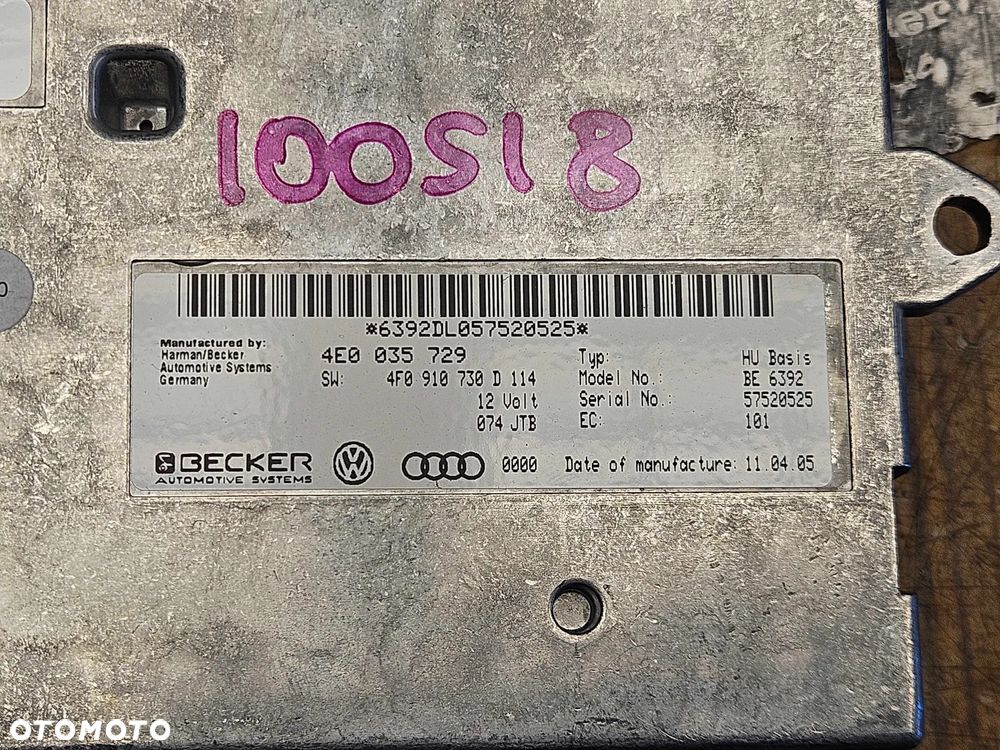 100518
*6392DL057520525*
Manufactured by:
Harman/Becker
Automotive Systems
Germany
4E0 035 729
SW: 4F0 910 730 D 114
12 Volt
074 JTB
Typ: HU Basis
Model No.: BE 6392
Serial No.: 57520525
EC: 101
BECKER
AUTOMOTIVE SYSTEMS
0000 Date of manufacture: 11.04.05
0
OTOMOTO